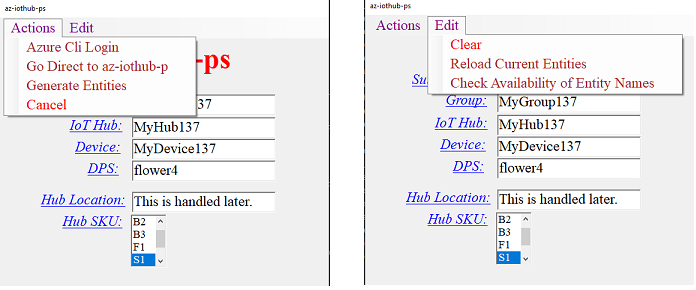 az-iothub-ps
Actions Edit
Azure Cli Login
Go Direct to az-iothub-p
Generate Entities
Cancel
-ps
137
IoT Hub: MyHub137
Device: MyDevice137
DPS: flower4
Hub Location: This is handled later.
Hub SKU: B2
B3
F1
S1
az-iothub-ps
Actions Edit
Clear
Reload Current Entities
Check Availability of Entity Names
Su
Group: MyGroup137
IoT Hub: MyHub137
Device: MyDevice137
DPS: flower4
Hub Location: This is handled later.
Hub SKU: B2
B3
F1
S1